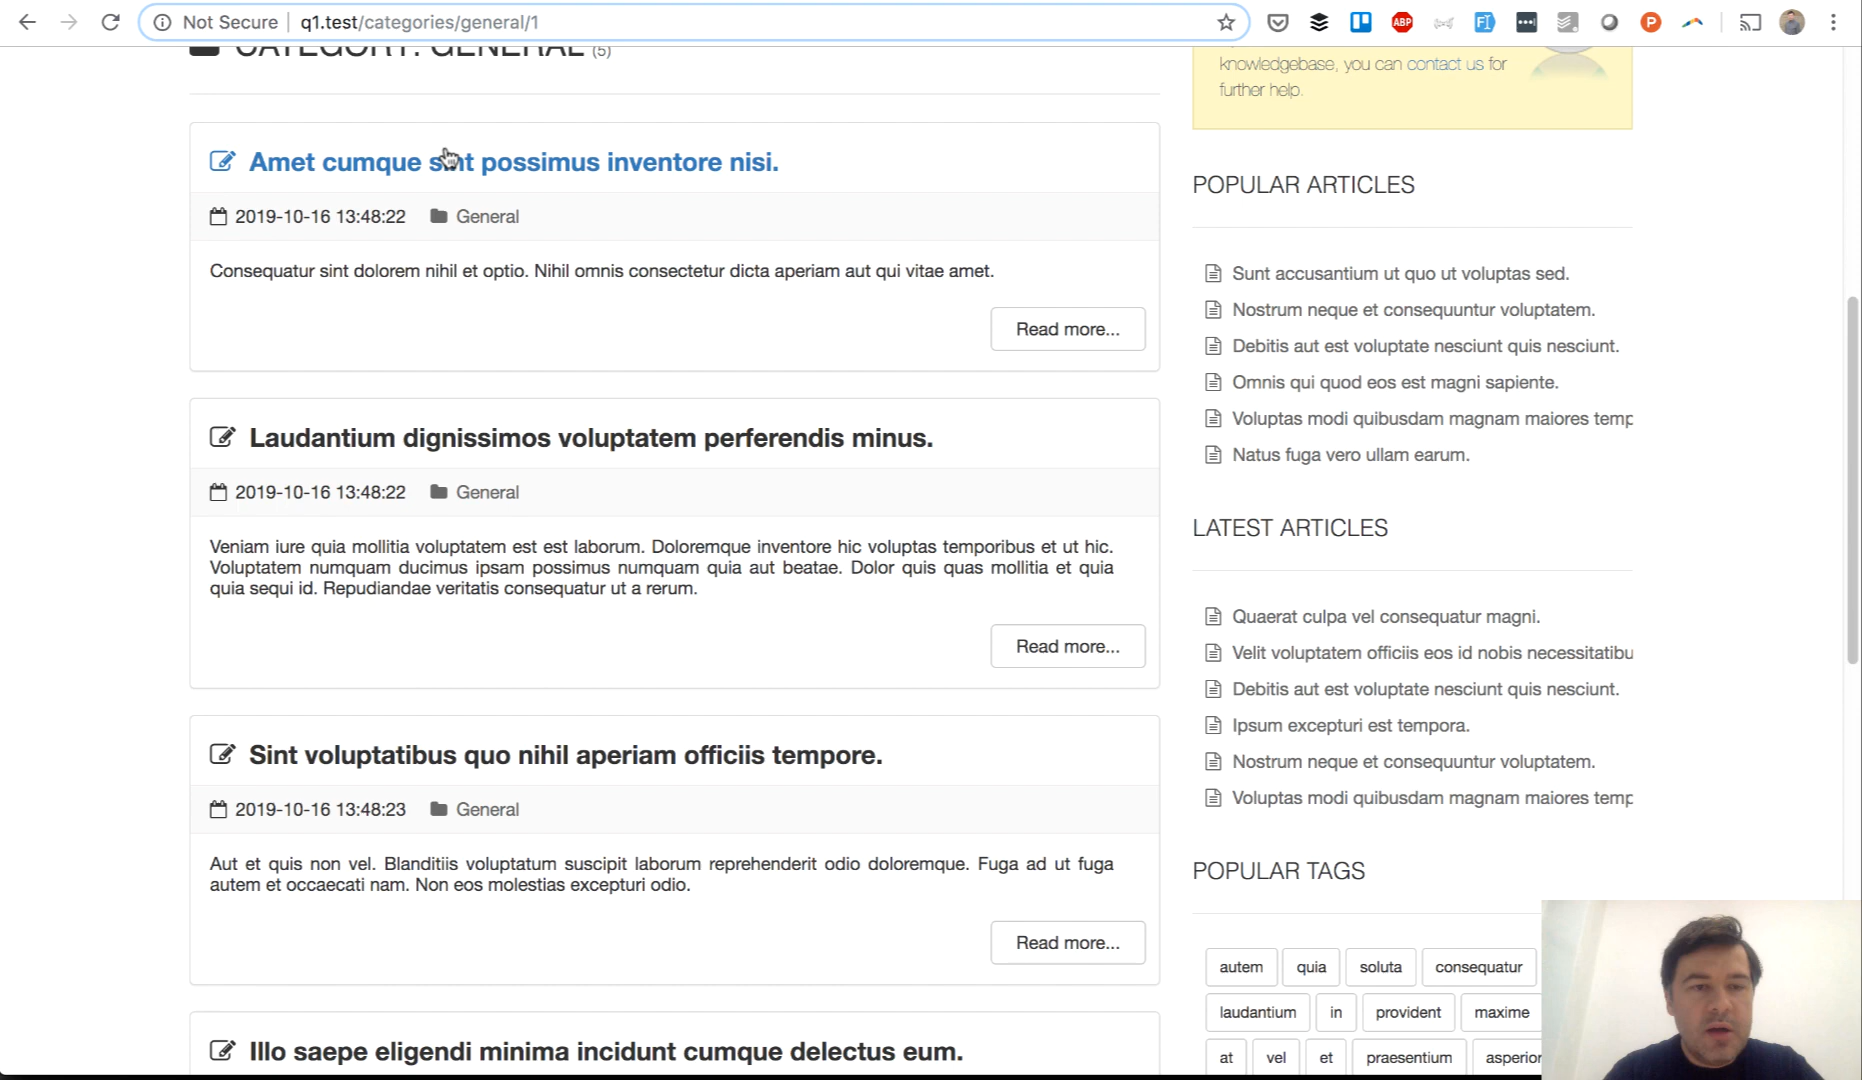 Not Secure | q1.test/categories/general/1
ABP
CATEGORY: GENERAL (5)
knowledgebase, you can contact us for
further help.
Amet cumque sint possimus inventore nisi.
2019-10-16 13:48:22 General
Consequatur sint dolorem nihil et optio. Nihil omnis consectetur dicta aperiam aut qui vitae amet.
Read more...
Laudantium dignissimos voluptatem perferendis minus.
2019-10-16 13:48:22 General
Veniam iure quia mollitia voluptatem est est laborum. Doloremque inventore hic voluptas temporibus et ut hic.
Voluptatem numquam ducimus ipsam possimus numquam quia aut beatae. Dolor quis quas mollitia et quia
quia sequi id. Repudiandae veritatis consequatur ut a rerum.
Read more...
Sint voluptatibus quo nihil aperiam officiis tempore.
2019-10-16 13:48:23 General
Aut et quis non vel. Blanditiis voluptatum suscipit laborum reprehenderit odio doloremque. Fuga ad ut fuga
autem et occaecati nam. Non eos molestias excepturi odio.
Read more...
Illo saepe eligendi minima incidunt cumque delectus eum.
POPULAR ARTICLES
Sunt accusantium ut quo ut voluptas sed.
Nostrum neque et consequuntur voluptatem.
Debitis aut est voluptate nesciunt quis nesciunt.
Omnis qui quod eos est magni sapiente.
Voluptas modi quibusdam magnam maiores temp
Natus fuga vero ullam earum.
LATEST ARTICLES
Quaerat culpa vel consequatur magni.
Velit voluptatem officiis eos id nobis necessitatibu
Debitis aut est voluptate nesciunt quis nesciunt.
Ipsum excepturi est tempora.
Nostrum neque et consequuntur voluptatem.
Voluptas modi quibusdam magnam maiores temp
POPULAR TAGS
autem quia soluta consequatur
laudantium in provident maxime
at vel et praesentium asperior